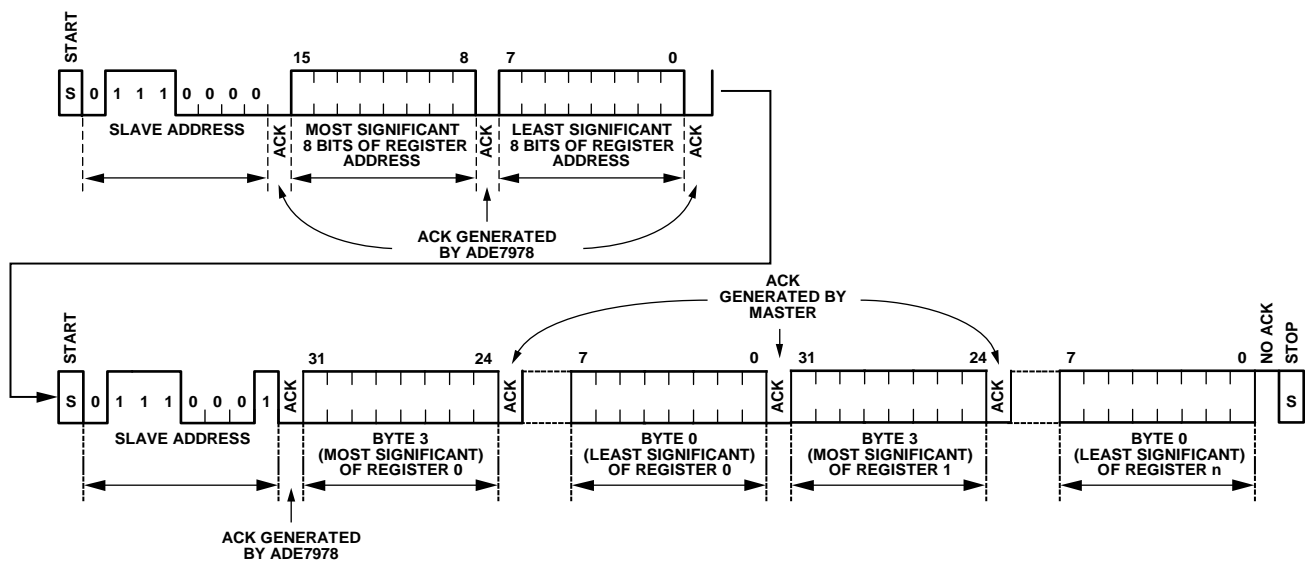 START
15 8 7 0
S 0 1 1 1 0 0 0 0
SLAVE ADDRESS
ACK
MOST SIGNIFICANT
8 BITS OF REGISTER
ADDRESS
ACK
LEAST SIGNIFICANT
8 BITS OF REGISTER
ADDRESS
ACK
ACK GENERATED
BY ADE7978
ACK
GENERATED BY
MASTER
START
31 24 7 0 31 24 7 0
NO ACK
STOP
S 0 1 1 1 0 0 0 1
ACK
ACK
ACK
ACK
S
SLAVE ADDRESS
BYTE 3
(MOST SIGNIFICANT)
OF REGISTER 0
BYTE 0
(LEAST SIGNIFICANT)
OF REGISTER 0
BYTE 3
(MOST SIGNIFICANT)
OF REGISTER 1
BYTE 0
(LEAST SIGNIFICANT)
OF REGISTER n
ACK GENERATED
BY ADE7978